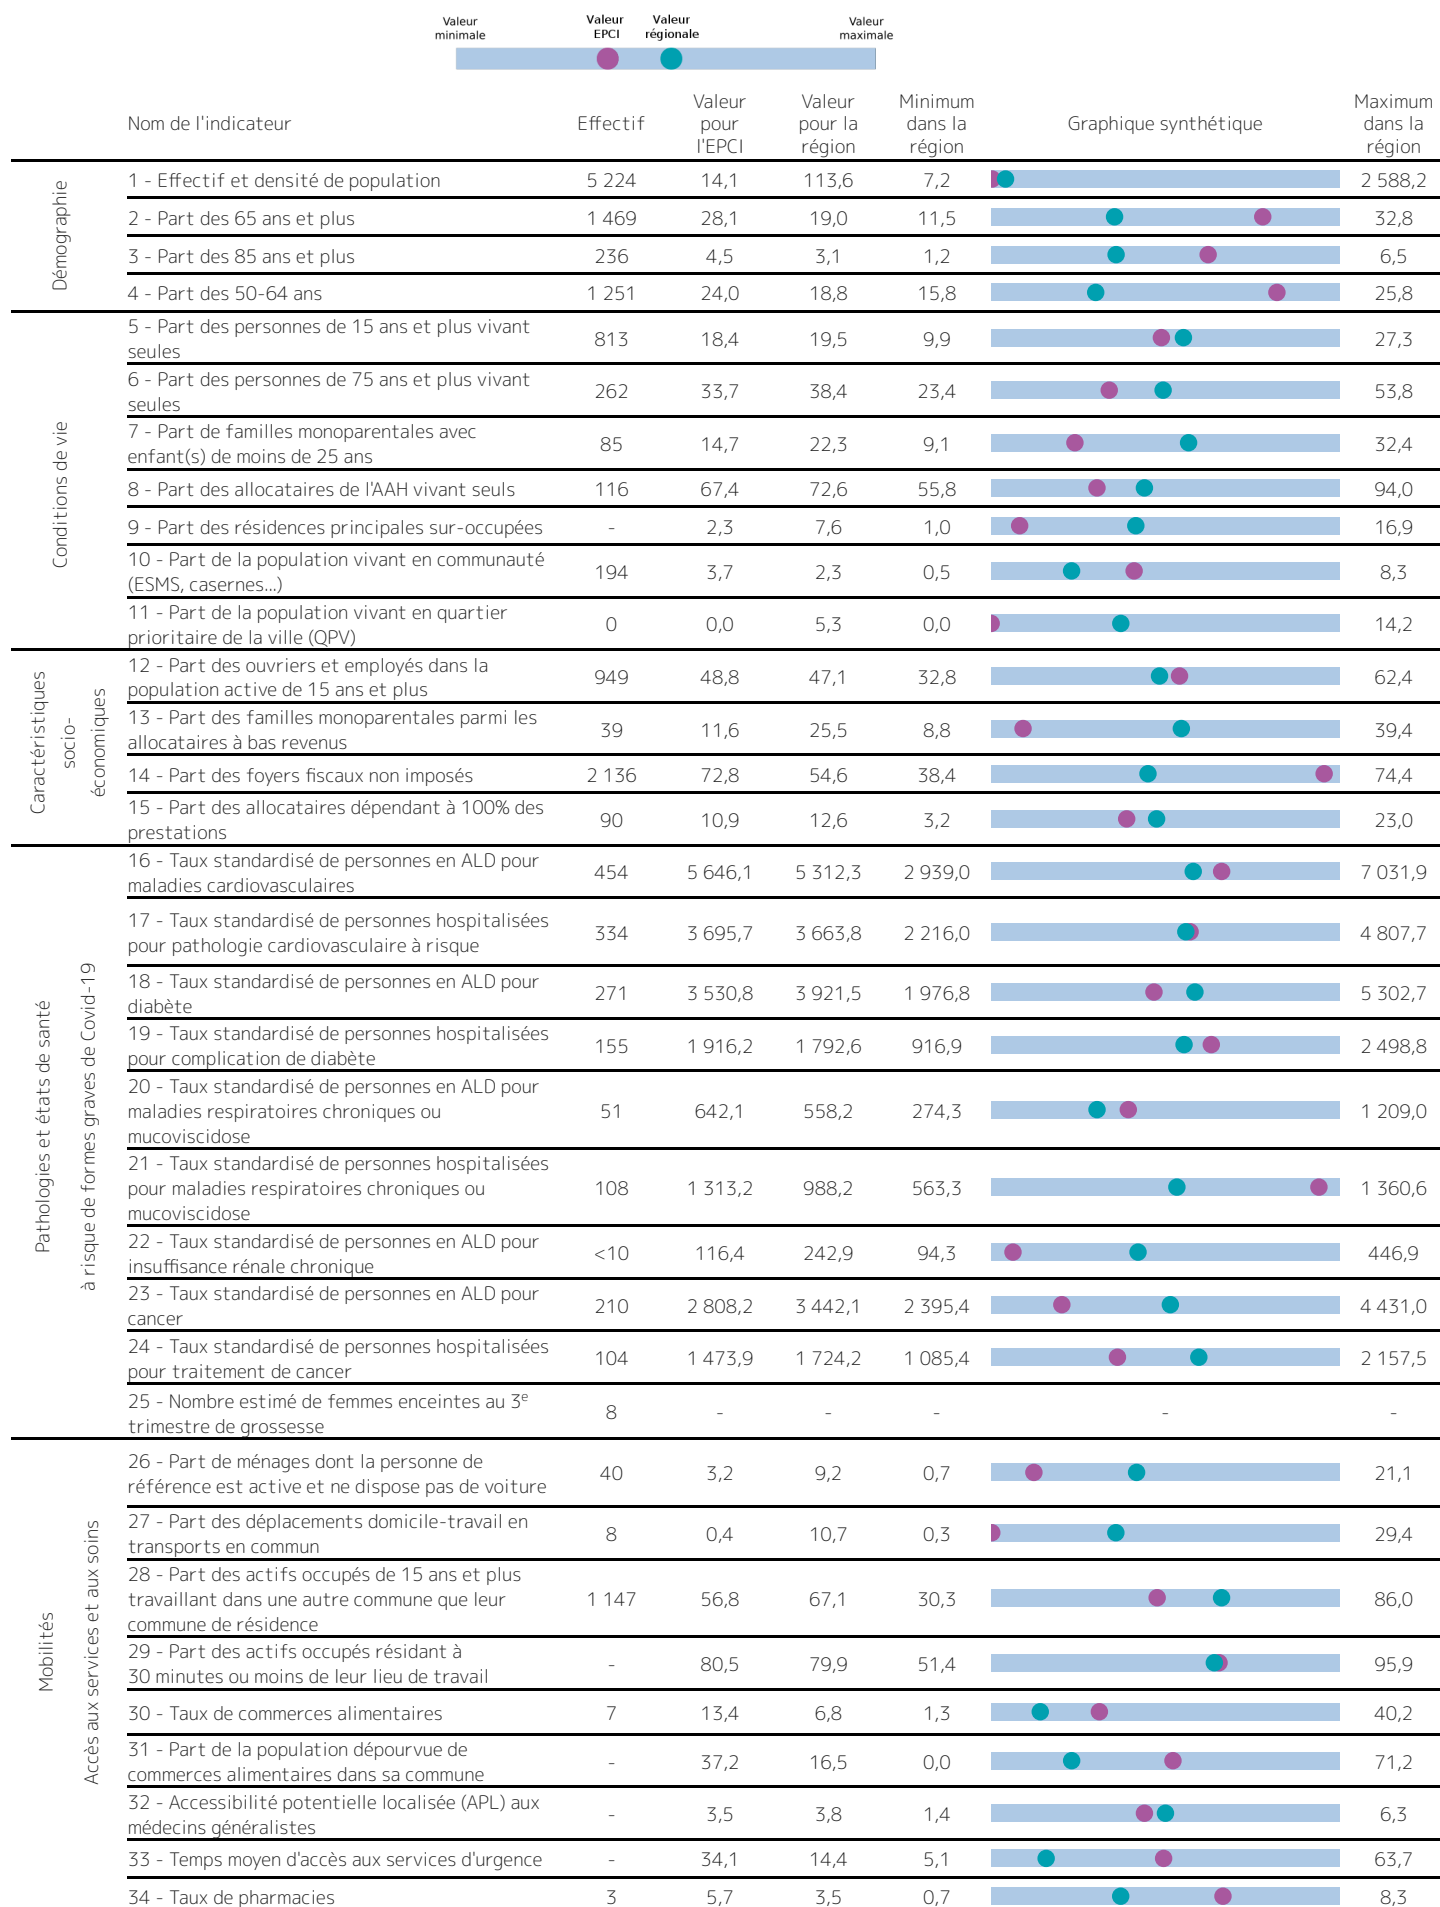 Valeur minimale
Valeur EPCI
Valeur régionale
Valeur maximale
Nom de l'indicateur
Effectif
Valeur pour l'EPCI
Valeur pour la région
Minimum dans la région
Graphique synthétique
Maximum dans la région
Démographie
1 - Effectif et densité de population 5 224 14,1 113,6 7,2 2 588,2
2 - Part des 65 ans et plus 1 469 28,1 19,0 11,5 32,8
3 - Part des 85 ans et plus 236 4,5 3,1 1,2 6,5
4 - Part des 50-64 ans 1 251 24,0 18,8 15,8 25,8
Conditions de vie
5 - Part des personnes de 15 ans et plus vivant
seules 813 18,4 19,5 9,9 27,3
6 - Part des personnes de 75 ans et plus vivant
seules 262 33,7 38,4 23,4 53,8
7 - Part de familles monoparentales avec
enfant(s) de moins de 25 ans 85 14,7 22,3 9,1 32,4
8 - Part des allocataires de l'AAH vivant seuls 116 67,4 72,6 55,8 94,0
9 - Part des résidences principales sur-occupées - 2,3 7,6 1,0 16,9
10 - Part de la population vivant en communauté
(ESMS, casernes...) 194 3,7 2,3 0,5 8,3
11 - Part de la population vivant en quartier
prioritaire de la ville (QPV) 0 0,0 5,3 0,0 14,2
Caractéristiques
socio-
économiques
12 - Part des ouvriers et employés dans la
population active de 15 ans et plus 949 48,8 47,1 32,8 62,4
13 - Part des familles monoparentales parmi les
allocataires à bas revenus 39 11,6 25,5 8,8 39,4
14 - Part des foyers fiscaux non imposés 2 136 72,8 54,6 38,4 74,4
15 - Part des allocataires dépendant à 100% des
prestations 90 10,9 12,6 3,2 23,0
Pathologies et états de santé
à risque de formes graves de Covid-19
16 - Taux standardisé de personnes en ALD pour
maladies cardiovasculaires 454 5 646,1 5 312,3 2 939,0 7 031,9
17 - Taux standardisé de personnes hospitalisées
pour pathologie cardiovasculaire à risque 334 3 695,7 3 663,8 2 216,0 4 807,7
18 - Taux standardisé de personnes en ALD pour
diabète 271 3 530,8 3 921,5 1 976,8 5 302,7
19 - Taux standardisé de personnes hospitalisées
pour complication de diabète 155 1 916,2 1 792,6 916,9 2 498,8
20 - Taux standardisé de personnes en ALD pour
maladies respiratoires chroniques ou 51 642,1 558,2 274,3 1 209,0
mucoviscidose
21 - Taux standardisé de personnes hospitalisées
pour maladies respiratoires chroniques ou 108 1 313,2 988,2 563,3 1 360,6
mucoviscidose
22 - Taux standardisé de personnes en ALD pour
insuffisance rénale chronique <10 116,4 242,9 94,3 446,9
23 - Taux standardisé de personnes en ALD pour
cancer 210 2 808,2 3 442,1 2 395,4 4 431,0
24 - Taux standardisé de personnes hospitalisées
pour traitement de cancer 104 1 473,9 1 724,2 1 085,4 2 157,5
25 - Nombre estimé de femmes enceintes au 3e
trimestre de grossesse 8 - - - - -
Mobilités
Accès aux services et aux soins
26 - Part de ménages dont la personne de
référence est active et ne dispose pas de voiture 40 3,2 9,2 0,7 21,1
27 - Part des déplacements domicile-travail en
transports en commun 8 0,4 10,7 0,3 29,4
28 - Part des actifs occupés de 15 ans et plus
travaillant dans une autre commune que leur 1 147 56,8 67,1 30,3 86,0
commune de résidence
29 - Part des actifs occupés résidant à
30 minutes ou moins de leur lieu de travail - 80,5 79,9 51,4 95,9
30 - Taux de commerces alimentaires 7 13,4 6,8 1,3 40,2
31 - Part de la population dépourvue de
commerces alimentaires dans sa commune - 37,2 16,5 0,0 71,2
32 - Accessibilité potentielle localisée (APL) aux
médecins généralistes - 3,5 3,8 1,4 6,3
33 - Temps moyen d'accès aux services d'urgence - 34,1 14,4 5,1 63,7
34 - Taux de pharmacies 3 5,7 3,5 0,7 8,3